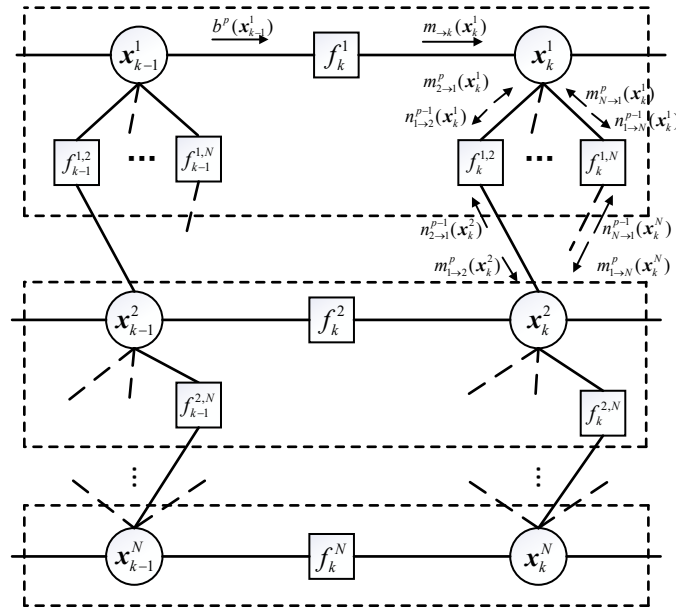 b^p(x_{k-1}^1) m_{→k}(x_k^1)
x_{k-1}^1 f_k^1 x_k^1
m_{2→1}^p(x_k^1) m_{N→1}^p(x_k^1)
n_{1→2}^{p-1}(x_k^1) n_{1→N}^{p-1}(x_k^1)
f_{k-1}^{1,2} ... f_{k-1}^{1,N} f_k^{1,2} ... f_k^{1,N}
n_{2→1}^{p-1}(x_k^2) n_{N→1}^{p-1}(x_k^N)
m_{1→2}^p(x_k^2) m_{1→N}^p(x_k^N)
x_{k-1}^2 f_k^2 x_k^2
f_{k-1}^{2,N} f_k^{2,N}
x_{k-1}^N f_k^N x_k^N